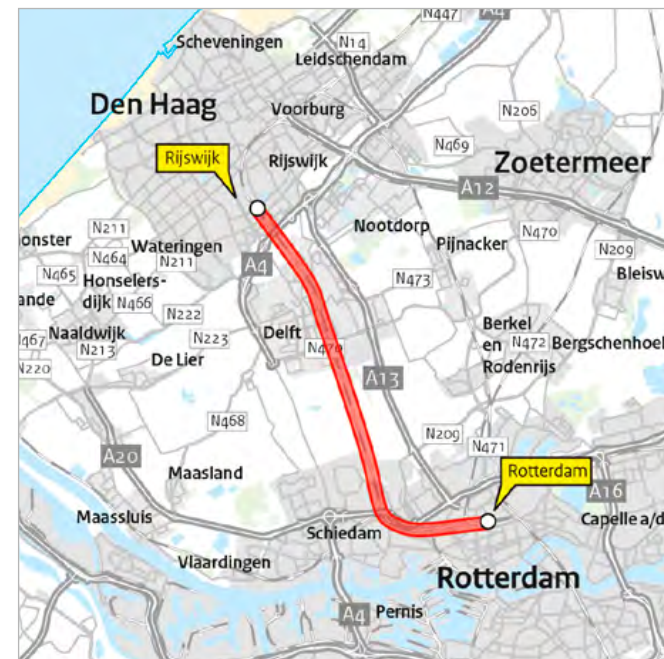 N447
A4
Scheveningen
N14
Leidschendam
Den Haag
Voorburg
N206
Rijswijk
Rijswijk
N469
Zoetermeer
A12
N211
Nootdorp
N470
onster
Wateringen
Pijnacker
N464
N211
A4
N209
N465
Honselers-
dijk
N466
N473
Bleisw
ande
N222
Berkel
en
Rodenrijs
N467
Naaldwijk
N223
Delft
N472
Bergschenhoek
N213
De Lier
N470
N220
A13
N468
N209
N471
A20
Maasland
Rotterdam
A16
Maassluis
Schiedam
Capelle a/d
Vlaardingen
Rotterdam
A4
Pernis